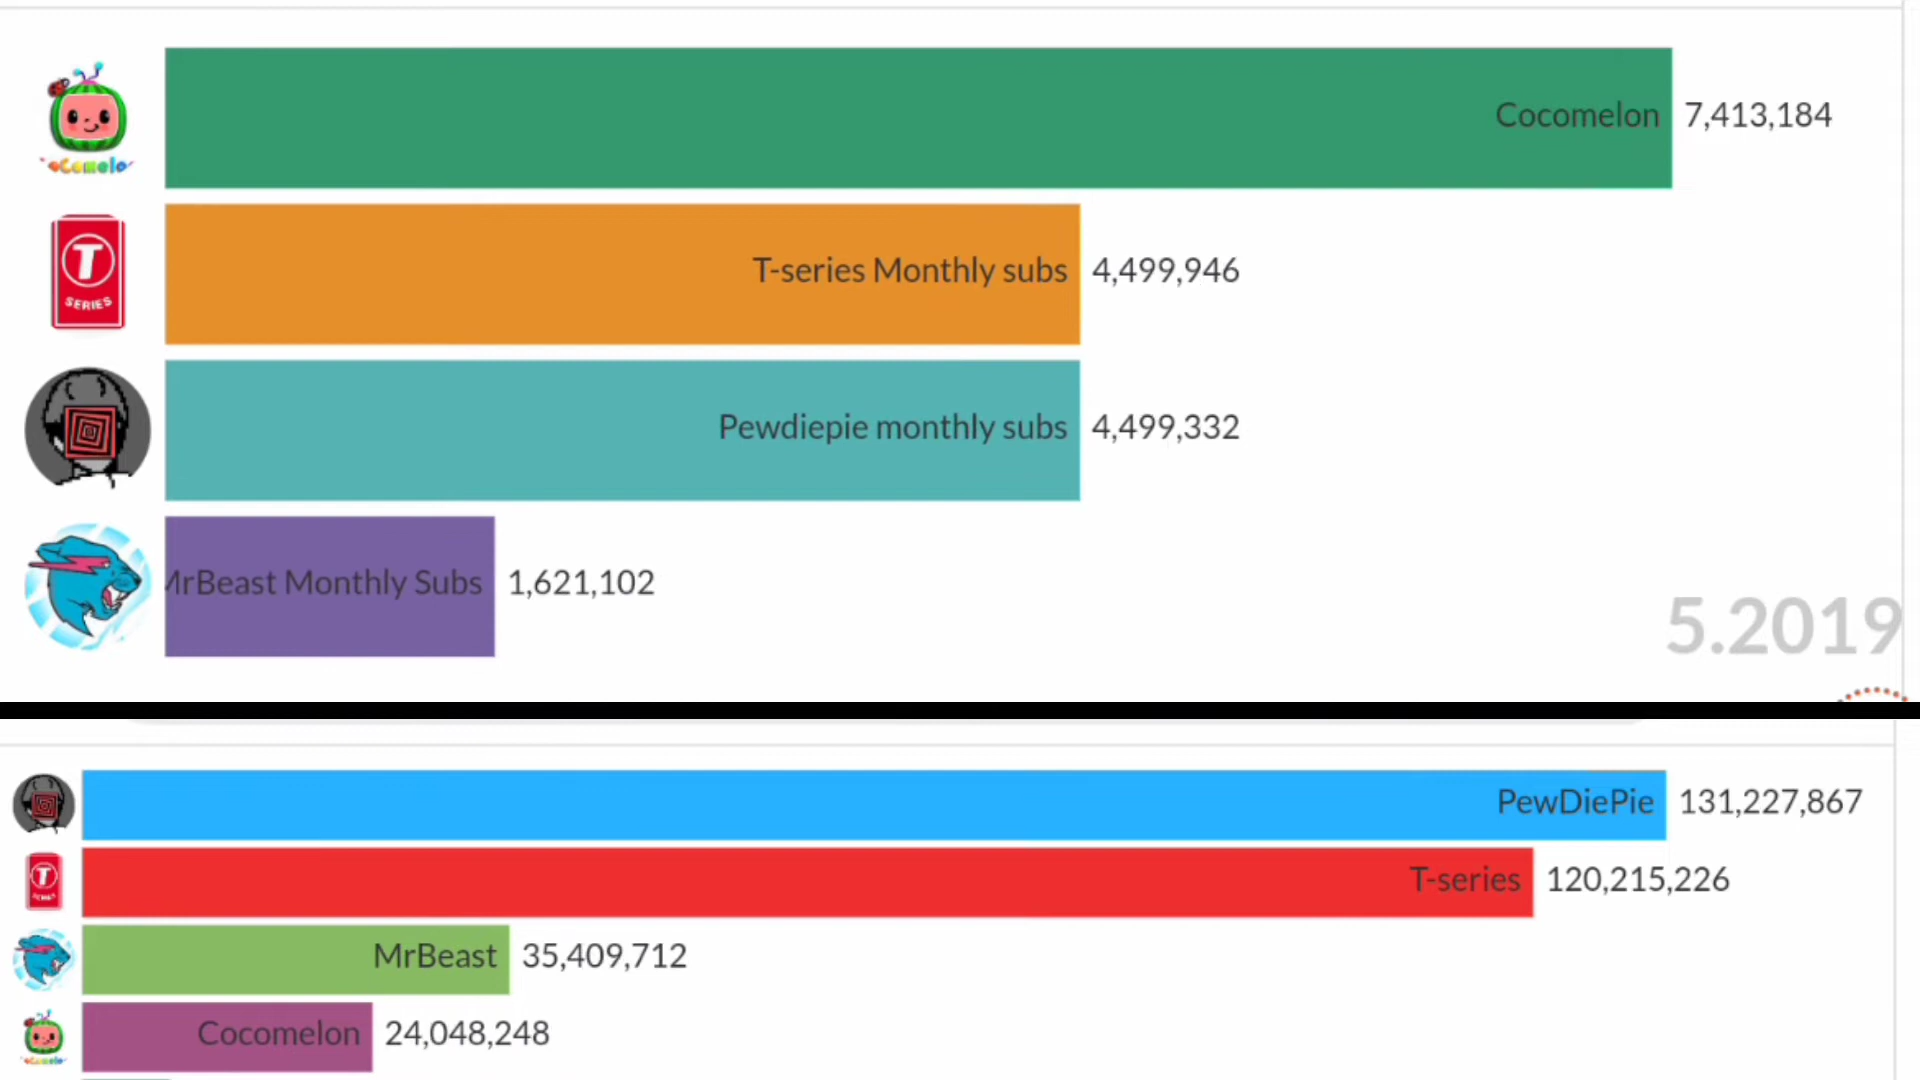 Cocomelon 7,413,184
T SERIES
T-series Monthly subs 4,499,946
Pewdiepie monthly subs 4,499,332
MrBeast Monthly Subs 1,621,102
5.2019
PewDiePie 131,227,867
T-series 120,215,226
MrBeast 35,409,712
Cocomelon 24,048,248